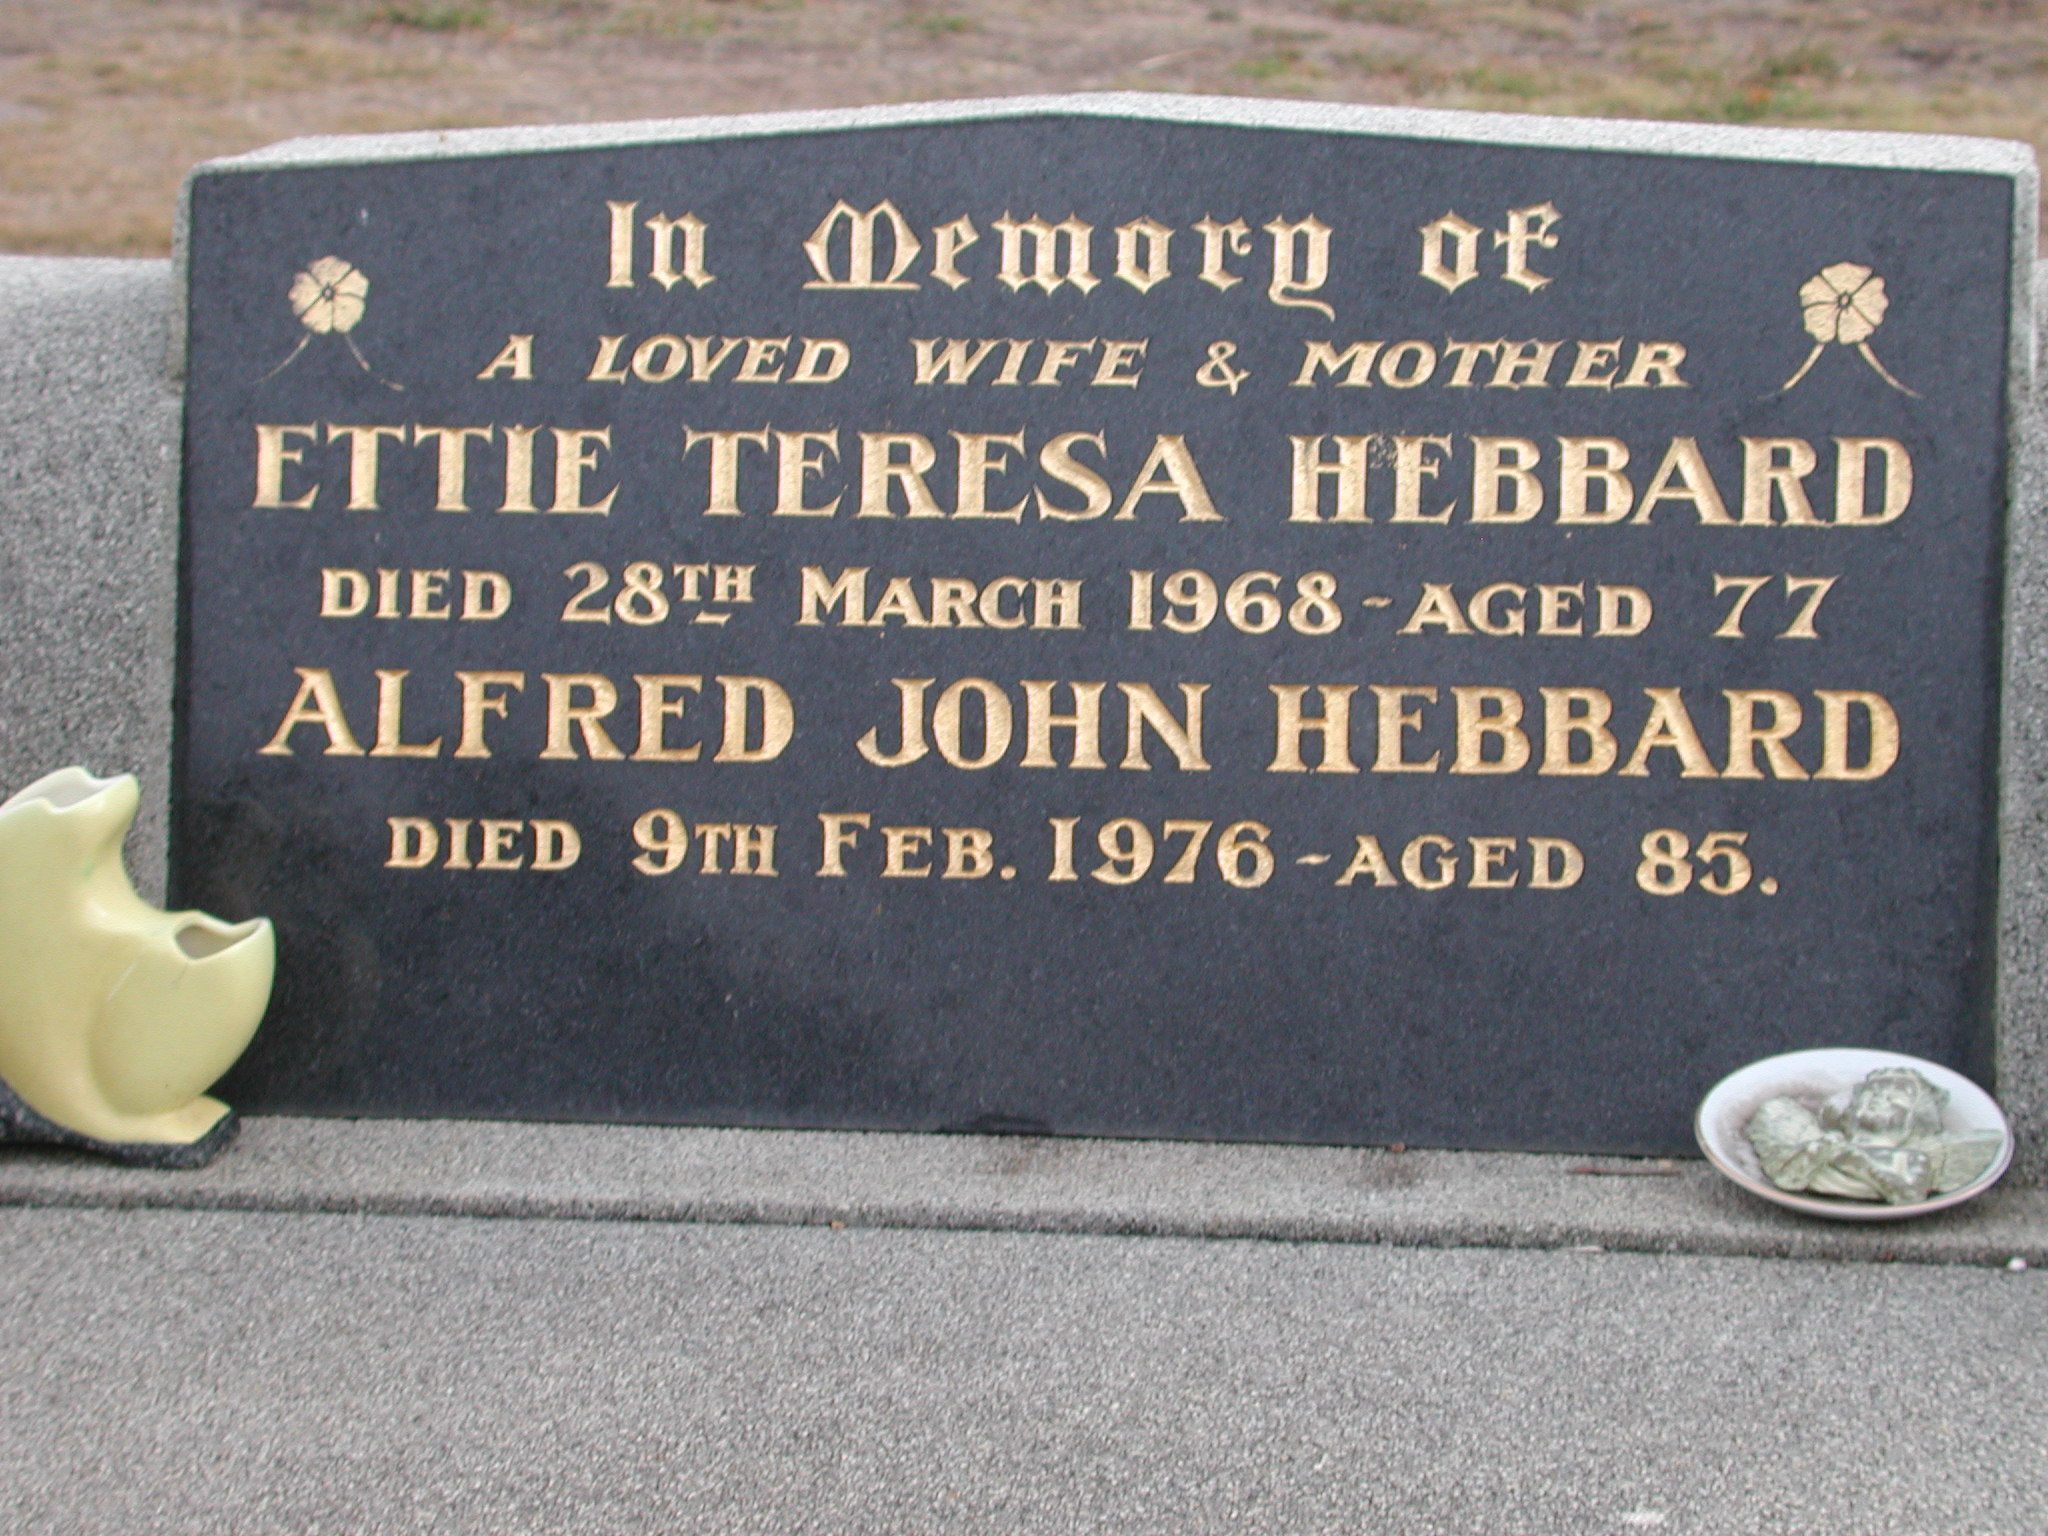 In Memory of
A LOVED WIFE & MOTHER
ETTIE TERESA HEBBARD
DIED 28TH MARCH 1968 - AGED 77
ALFRED JOHN HEBBARD
DIED 9TH FEB. 1976 - AGED 85.